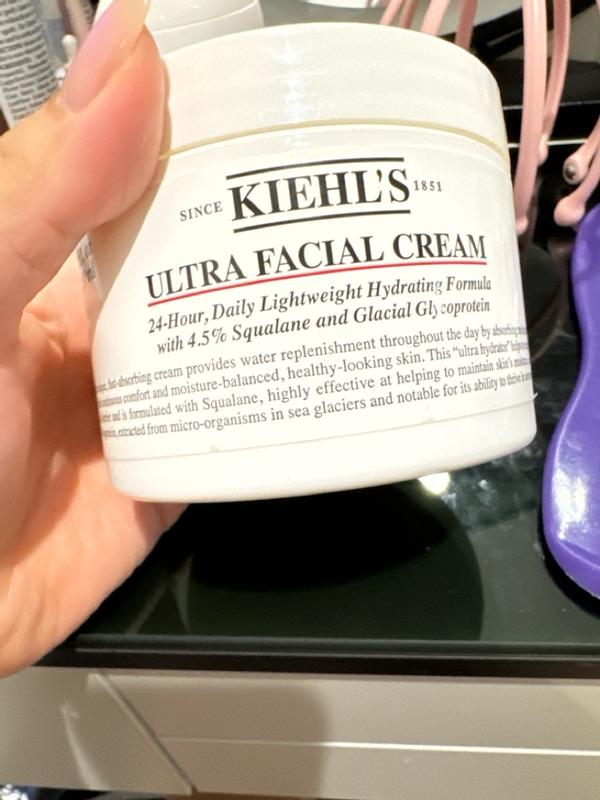 SINCE KIEHL'S 1851
ULTRA FACIAL CREAM
24-Hour, Daily Lightweight Hydrating Formula
with 4.5% Squalane and Glacial Glycoprotein
fast-absorbing cream provides water replenishment throughout the day by absorbing
comfort and moisture-balanced, healthy-looking skin. This "ultra hydrator"
and is formulated with Squalane, highly effective at helping to maintain skin's
extracted from micro-organisms in sea glaciers and notable for its ability to thrive